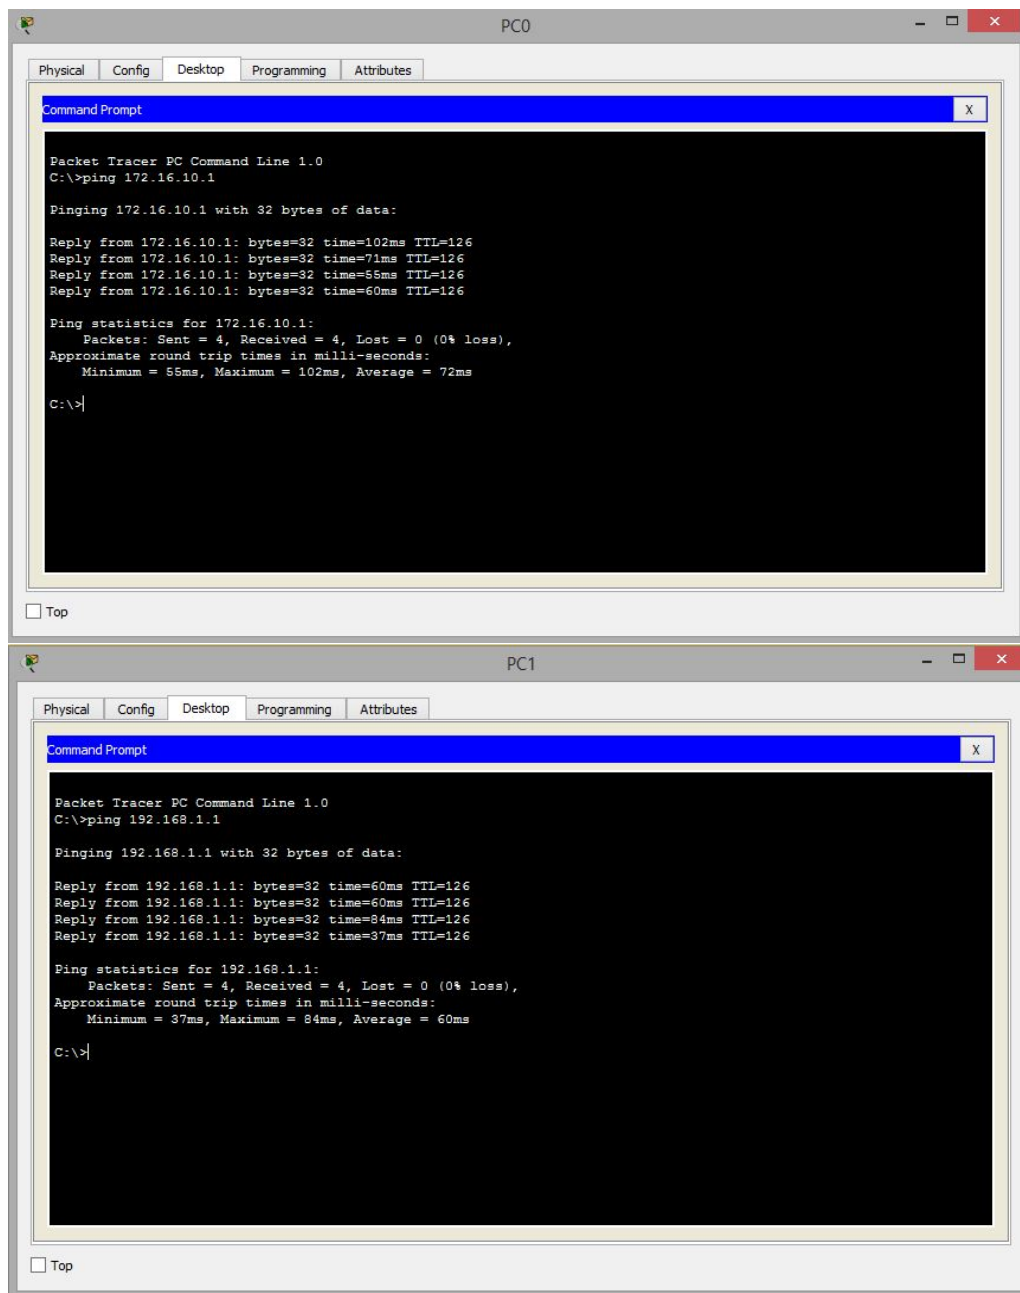 PC0
Physical Config Desktop Programming Attributes
Command Prompt X
Packet Tracer PC Command Line 1.0
C:\>ping 172.16.10.1
Pinging 172.16.10.1 with 32 bytes of data:
Reply from 172.16.10.1: bytes=32 time=102ms TTL=126
Reply from 172.16.10.1: bytes=32 time=71ms TTL=126
Reply from 172.16.10.1: bytes=32 time=55ms TTL=126
Reply from 172.16.10.1: bytes=32 time=60ms TTL=126
Ping statistics for 172.16.10.1:
Packets: Sent = 4, Received = 4, Lost = 0 (0% loss),
Approximate round trip times in milli-seconds:
Minimum = 55ms, Maximum = 102ms, Average = 72ms
C:\>
Top
PC1
Physical Config Desktop Programming Attributes
Command Prompt X
Packet Tracer PC Command Line 1.0
C:\>ping 192.168.1.1
Pinging 192.168.1.1 with 32 bytes of data:
Reply from 192.168.1.1: bytes=32 time=60ms TTL=126
Reply from 192.168.1.1: bytes=32 time=60ms TTL=126
Reply from 192.168.1.1: bytes=32 time=84ms TTL=126
Reply from 192.168.1.1: bytes=32 time=37ms TTL=126
Ping statistics for 192.168.1.1:
Packets: Sent = 4, Received = 4, Lost = 0 (0% loss),
Approximate round trip times in milli-seconds:
Minimum = 37ms, Maximum = 84ms, Average = 60ms
C:\>
Top